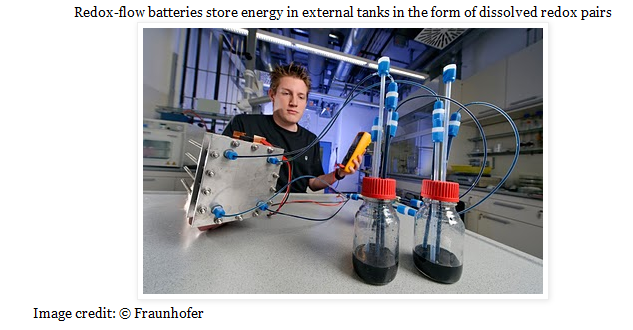 Redox-flow batteries store energy in external tanks in the form of dissolved redox pairs
Image credit: © Fraunhofer